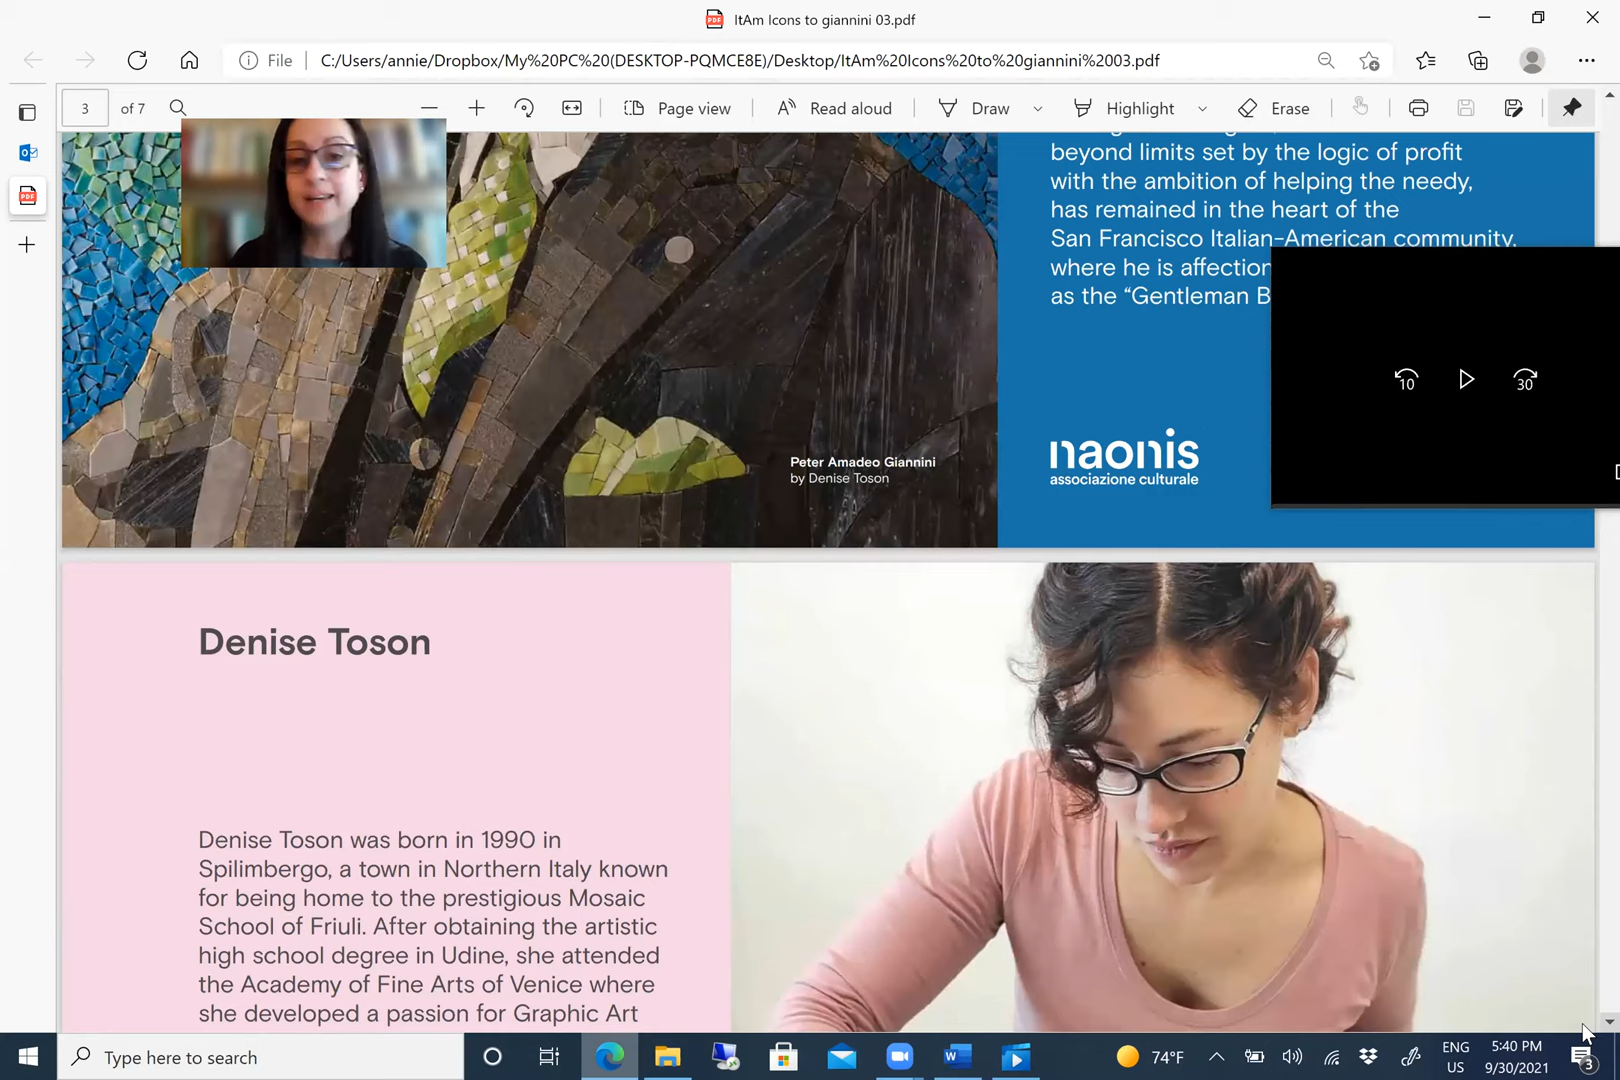 ItAm Icons to giannini 03.pdf
File
C:/Users/annie/Dropbox/My%20PC%20(DESKTOP-PQMCE8E)/Desktop/ItAm%20Icons%20to%20giannini%2003.pdf
3 of 7
Page view
Read aloud
Draw
Highlight
Erase
beyond limits set by the logic of profit
with the ambition of helping the needy,
has remained in the heart of the
San Francisco Italian-American community,
where he is affection
as the “Gentleman B
10
30
naonis
associazione culturale
Peter Amadeo Giannini
by Denise Toson
Denise Toson
Denise Toson was born in 1990 in
Spilimbergo, a town in Northern Italy known
for being home to the prestigious Mosaic
School of Friuli. After obtaining the artistic
high school degree in Udine, she attended
the Academy of Fine Arts of Venice where
she developed a passion for Graphic Art
Type here to search
74°F
ENG
US
5:40 PM
9/30/2021
3